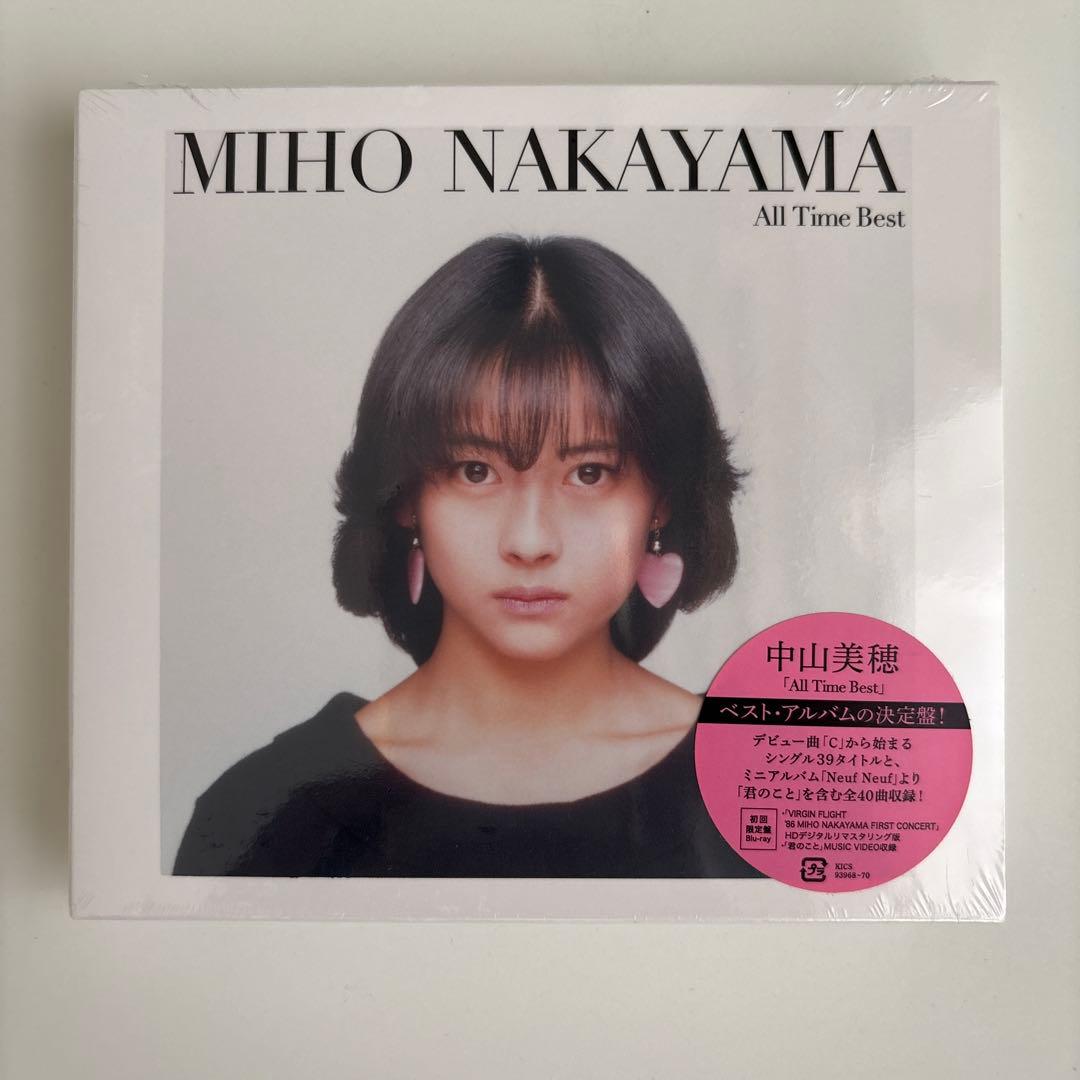 MIHO NAKAYAMA
All Time Best
中山美穂
「All Time Best」
ベスト・アルバムの決定盤！
デビュー曲「C」から始まる
シングル39タイトルと、
ミニアルバム「Neuf Neuf」より
「君のこと」を含む全40曲収録！
初回
限定盤
Blu-ray
・「VIRGIN FLIGHT
'86 MIHO NAKAYAMA FIRST CONCERT」
HDデジタルリマスタリング版
・「君のこと」MUSIC VIDEO収録
プラ
KICS
93968~70